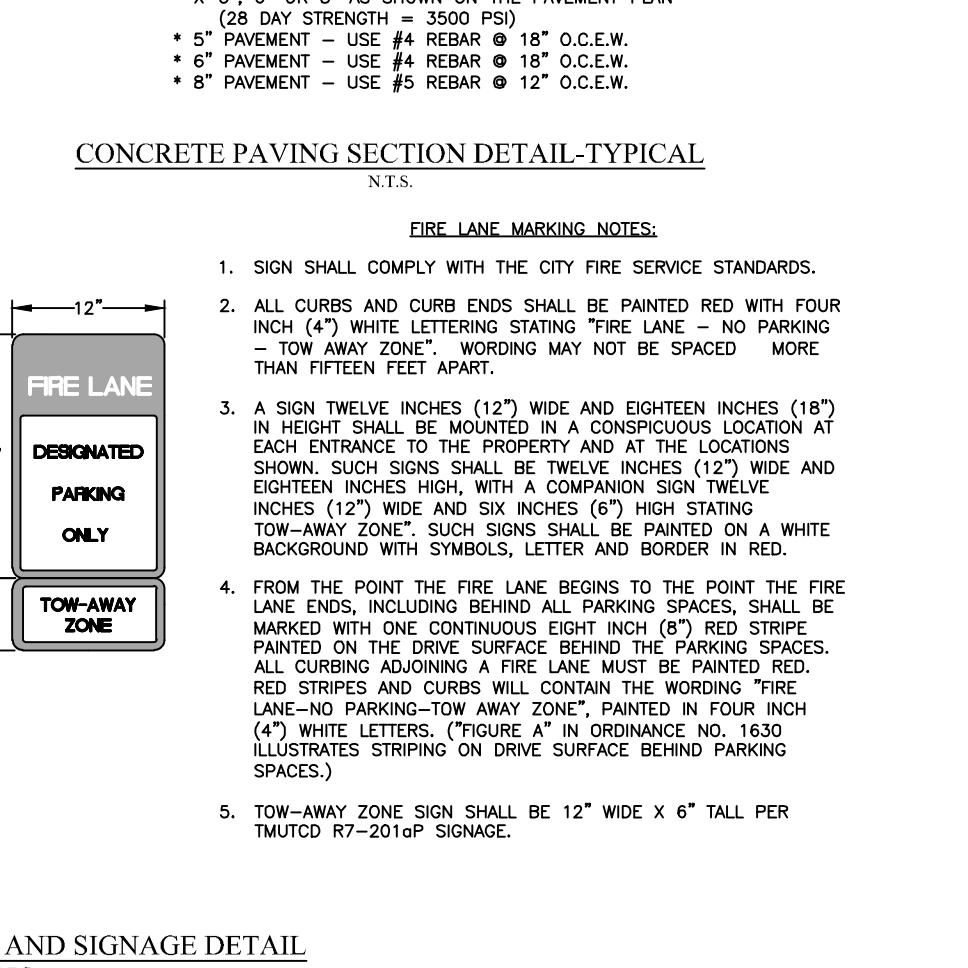 X 5", 6" OR 8" AS SHOWN ON THE PAVEMENT PLAN
(28 DAY STRENGTH = 3500 PSI)
* 5" PAVEMENT – USE #4 REBAR @ 18" O.C.E.W.
* 6" PAVEMENT – USE #4 REBAR @ 18" O.C.E.W.
* 8" PAVEMENT – USE #5 REBAR @ 12" O.C.E.W.
CONCRETE PAVING SECTION DETAIL-TYPICAL
N.T.S.
FIRE LANE MARKING NOTES:
1. SIGN SHALL COMPLY WITH THE CITY FIRE SERVICE STANDARDS.
2. ALL CURBS AND CURB ENDS SHALL BE PAINTED RED WITH FOUR
INCH (4") WHITE LETTERING STATING "FIRE LANE – NO PARKING
– TOW AWAY ZONE". WORDING MAY NOT BE SPACED MORE
THAN FIFTEEN FEET APART.
3. A SIGN TWELVE INCHES (12") WIDE AND EIGHTEEN INCHES (18")
IN HEIGHT SHALL BE MOUNTED IN A CONSPICUOUS LOCATION AT
EACH ENTRANCE TO THE PROPERTY AND AT THE LOCATIONS
SHOWN. SUCH SIGNS SHALL BE TWELVE INCHES (12") WIDE AND
EIGHTEEN INCHES HIGH, WITH A COMPANION SIGN TWELVE
INCHES (12") WIDE AND SIX INCHES (6") HIGH STATING
TOW–AWAY ZONE". SUCH SIGNS SHALL BE PAINTED ON A WHITE
BACKGROUND WITH SYMBOLS, LETTER AND BORDER IN RED.
4. FROM THE POINT THE FIRE LANE BEGINS TO THE POINT THE FIRE
LANE ENDS, INCLUDING BEHIND ALL PARKING SPACES, SHALL BE
MARKED WITH ONE CONTINUOUS EIGHT INCH (8") RED STRIPE
PAINTED ON THE DRIVE SURFACE BEHIND THE PARKING SPACES.
ALL CURBING ADJOINING A FIRE LANE MUST BE PAINTED RED.
RED STRIPES AND CURBS WILL CONTAIN THE WORDING "FIRE
LANE–NO PARKING–TOW AWAY ZONE", PAINTED IN FOUR INCH
(4") WHITE LETTERS. ("FIGURE A" IN ORDINANCE NO. 1630
ILLUSTRATES STRIPING ON DRIVE SURFACE BEHIND PARKING
SPACES.)
5. TOW–AWAY ZONE SIGN SHALL BE 12" WIDE X 6" TALL PER
TMUTCD R7–201aP SIGNAGE.
12"
FIRE LANE
DESIGNATED
PARKING
ONLY
TOW–AWAY
ZONE
AND SIGNAGE DETAIL